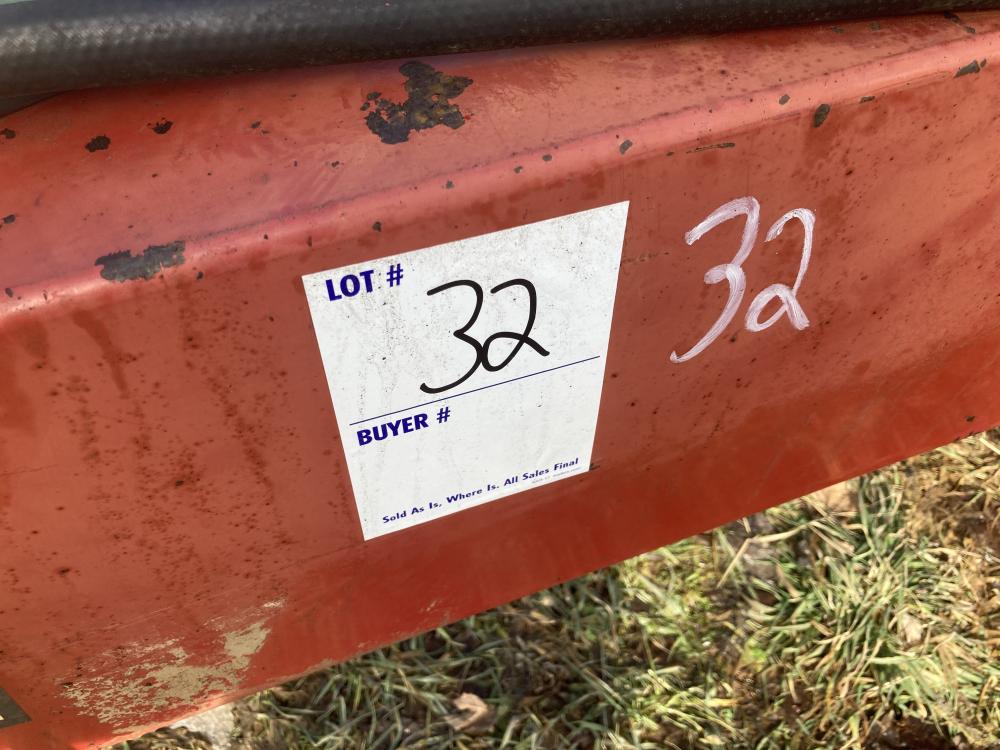 LOT #
32
BUYER #
Sold As Is, Where Is. All Sales Final
32